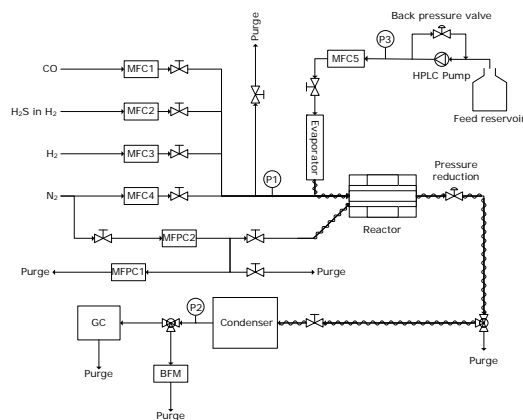 Back pressure valve
Purge
P3
CO
MFC1
MFC5
HPLC Pump
Feed reservoir
H2S in H2
MFC2
Evaporator
H2
MFC3
Pressure
reduction
P1
N2
MFC4
Reactor
MFPC2
Purge
MFPC1
Purge
P2
GC
Condenser
Purge
Purge
BFM
Purge